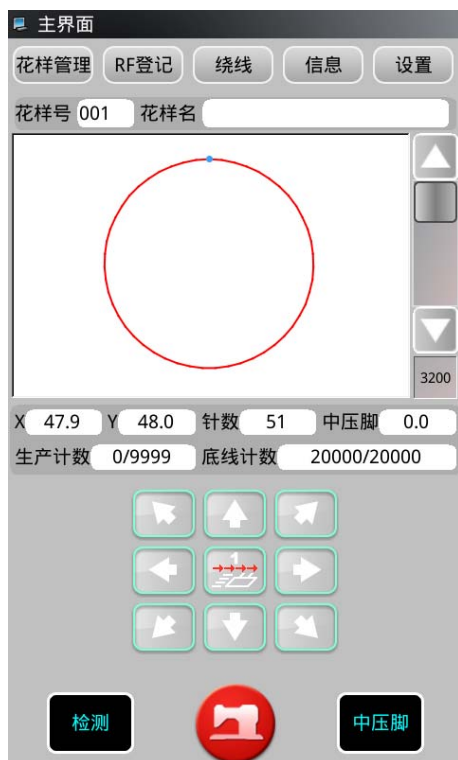 主界面
花样管理 RF登记 绕线 信息 设置
花样号 001 花样名
3200
X 47.9 Y 48.0 针数 51 中压脚 0.0
生产计数 0/9999 底线计数 20000/20000
1
检测 中压脚